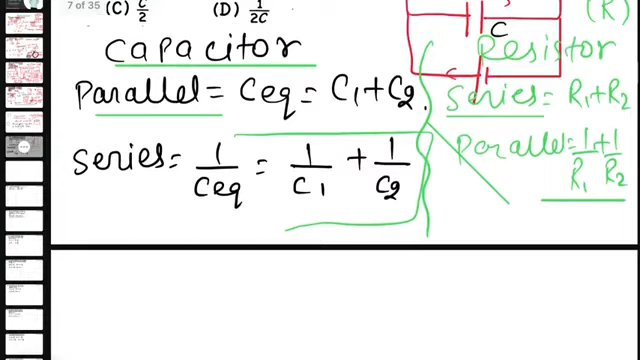 7 of 35
(C) C/2 (D) 1/2C
C
(R)
Capacitor
Parallel = Ceq = C1 + C2.
Series = 1/Ceq = 1/C1 + 1/C2
Resistor
Series = R1 + R2
Parallel = 1/R1 + 1/R2